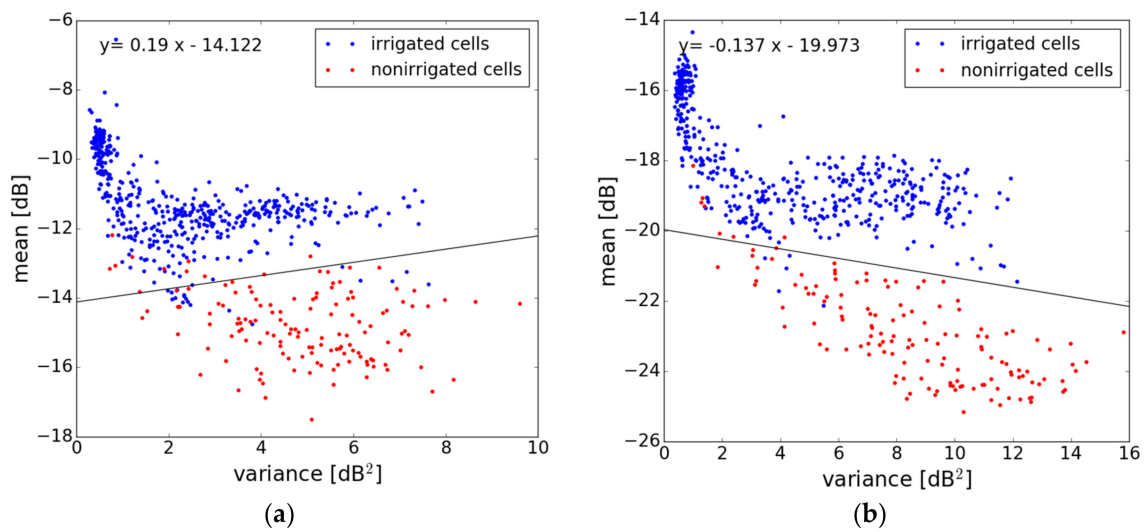 y= 0.19 x - 14.122
irrigated cells
nonirrigated cells
−6
−8
−10
−12
−14
−16
−18
mean [dB]
0
2
4
6
8
10
variance [dB²]
(a)
y= -0.137 x - 19.973
irrigated cells
nonirrigated cells
−14
−16
−18
−20
−22
−24
−26
mean [dB]
0
2
4
6
8
10
12
14
16
variance [dB²]
(b)